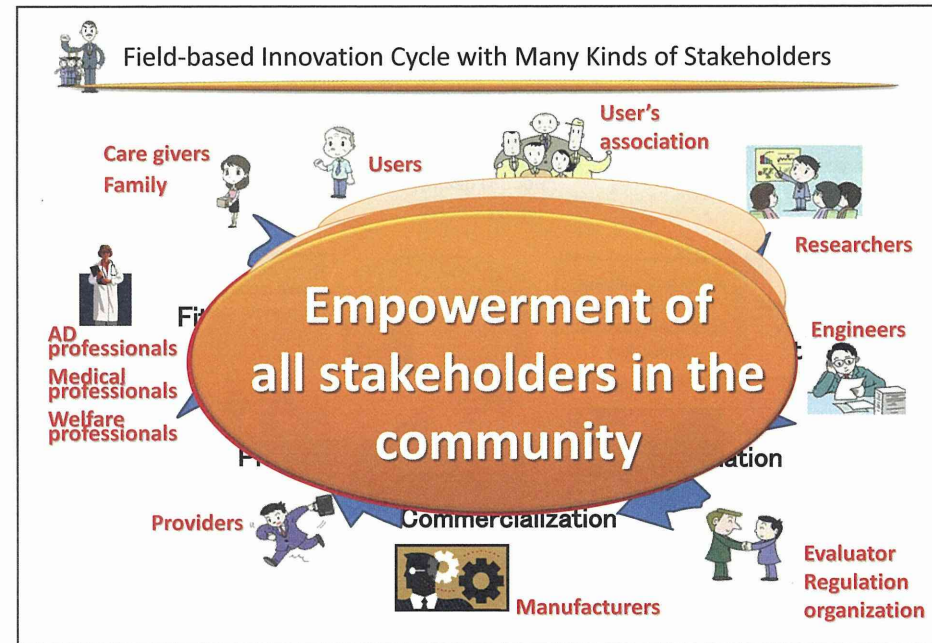 Field-based Innovation Cycle with Many Kinds of Stakeholders
User's
association
Care givers
Family
Users
Researchers
Empowerment of
all stakeholders in the
community
Engineers
AD
professionals
Medical
professionals
Welfare
professionals
Providers
Commercialization
Manufacturers
Evaluator
Regulation
organization